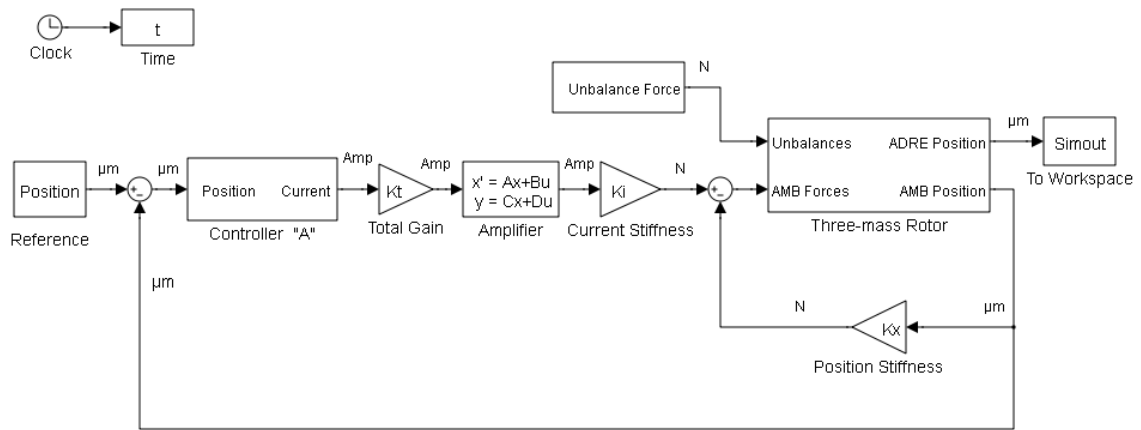 t
Clock
Time
Unbalance Force
N
Unbalances
ADRE Position
µm
Simout
To Workspace
AMB Forces
AMB Position
Three-mass Rotor
Position
Reference
µm
+-
µm
Position
Current
Controller "A"
Amp
Kt
Total Gain
Amp
x' = Ax+Bu
y = Cx+Du
Amplifier
Amp
Ki
Current Stiffness
N
+-
µm
N
Kx
µm
Position Stiffness